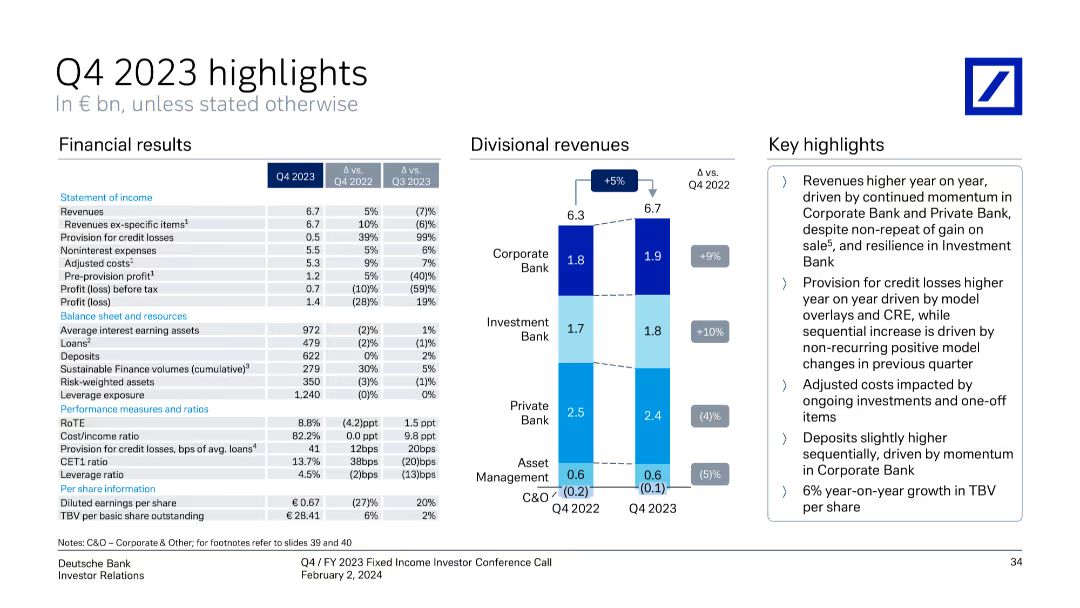 Q4 2023 highlights
In € bn, unless stated otherwise
Financial results
Q4 2023
Δ vs.
Q4 2022
Δ vs.
Q3 2023
Statement of income
Revenues 6.7 5% (7)%
Revenues ex-specific items¹ 6.7 10% (6)%
Provision for credit losses 0.5 39% 99%
Noninterest expenses 5.5 5% 6%
Adjusted costs¹ 5.3 9% 7%
Pre-provision profit¹ 1.2 5% (40)%
Profit (loss) before tax 0.7 (10)% (59)%
Profit (loss) 1.4 (28)% 19%
Balance sheet and resources
Average interest earning assets 972 (2)% 1%
Loans² 479 (2)% (1)%
Deposits 622 0% 2%
Sustainable Finance volumes (cumulative)³ 279 30% 5%
Risk-weighted assets 350 (3)% (1)%
Leverage exposure 1,240 (0)% 0%
Performance measures and ratios
RoTE 8.8% (4.2)ppt 1.5 ppt
Cost/income ratio 82.2% 0.0 ppt 9.8 ppt
Provision for credit losses, bps of avg. loans⁴ 41 12bps 20bps
CET1 ratio 13.7% 38bps (20)bps
Leverage ratio 4.5% (2)bps (13)bps
Per share information
Diluted earnings per share € 0.67 (27)% 20%
TBV per basic share outstanding € 28.41 6% 2%
Divisional revenues
Δ vs.
Q4 2022
+5%
6.3 6.7
Corporate
Bank
1.8 1.9 +9%
Investment
Bank
1.7 1.8 +10%
Private
Bank
2.5 2.4 (4)%
Asset
Management
0.6 0.6 (5)%
C&O (0.2) (0.1)
Q4 2022 Q4 2023
Key highlights
⟩ Revenues higher year on year,
driven by continued momentum in
Corporate Bank and Private Bank,
despite non-repeat of gain on
sale⁵, and resilience in Investment
Bank
⟩ Provision for credit losses higher
year on year driven by model
overlays and CRE, while
sequential increase is driven by
non-recurring positive model
changes in previous quarter
⟩ Adjusted costs impacted by
ongoing investments and one-off
items
⟩ Deposits slightly higher
sequentially, driven by momentum
in Corporate Bank
⟩ 6% year-on-year growth in TBV
per share
Notes: C&O – Corporate & Other; for footnotes refer to slides 39 and 40
Deutsche Bank
Investor Relations
Q4 / FY 2023 Fixed Income Investor Conference Call
February 2, 2024
34